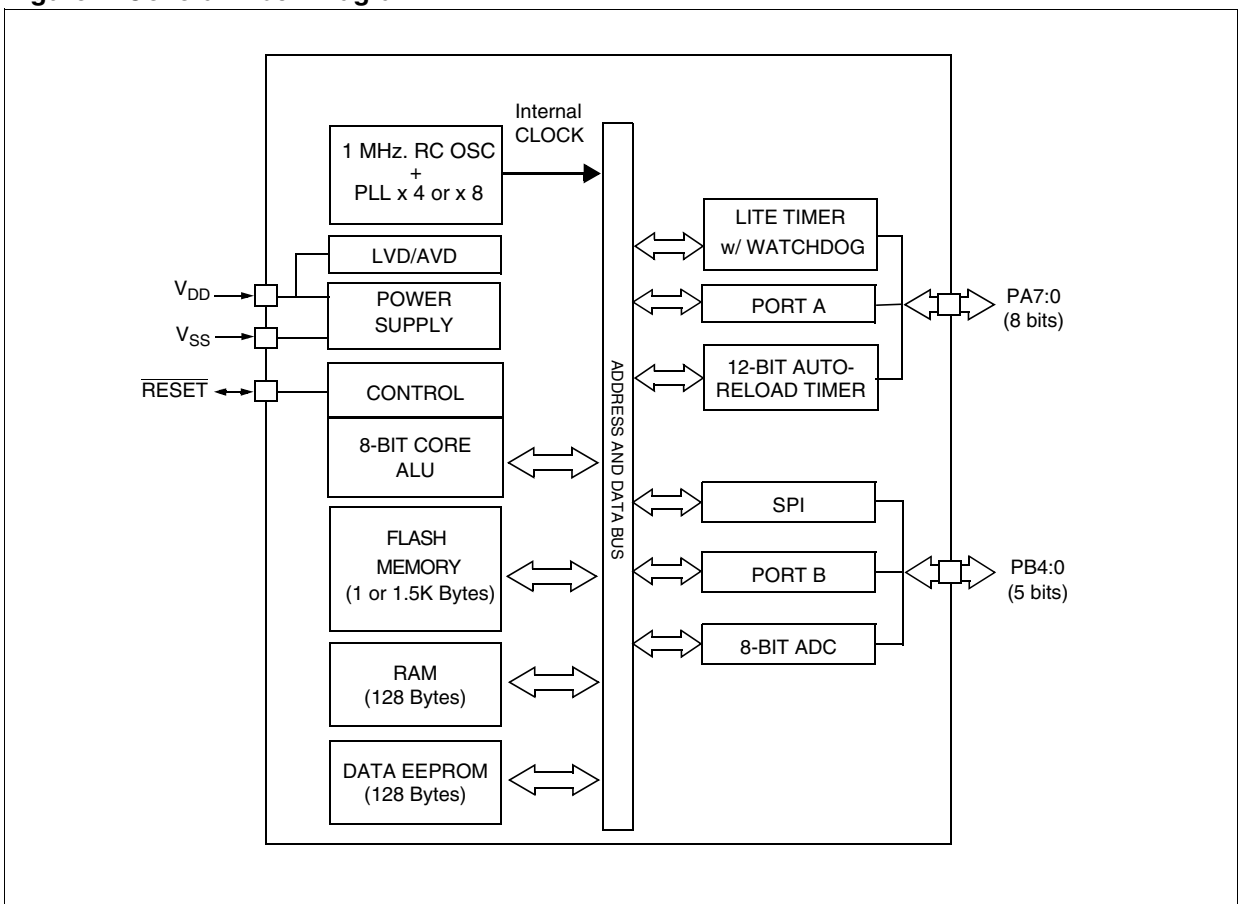 Internal
CLOCK
1 MHz. RC OSC
+
PLL x 4 or x 8
LVD/AVD
POWER
SUPPLY
VDD
VSS
RESET
CONTROL
8-BIT CORE
ALU
FLASH
MEMORY
(1 or 1.5K Bytes)
RAM
(128 Bytes)
DATA EEPROM
(128 Bytes)
ADDRESS AND DATA BUS
LITE TIMER
w/ WATCHDOG
PORT A
12-BIT AUTO-
RELOAD TIMER
PA7:0
(8 bits)
SPI
PORT B
8-BIT ADC
PB4:0
(5 bits)